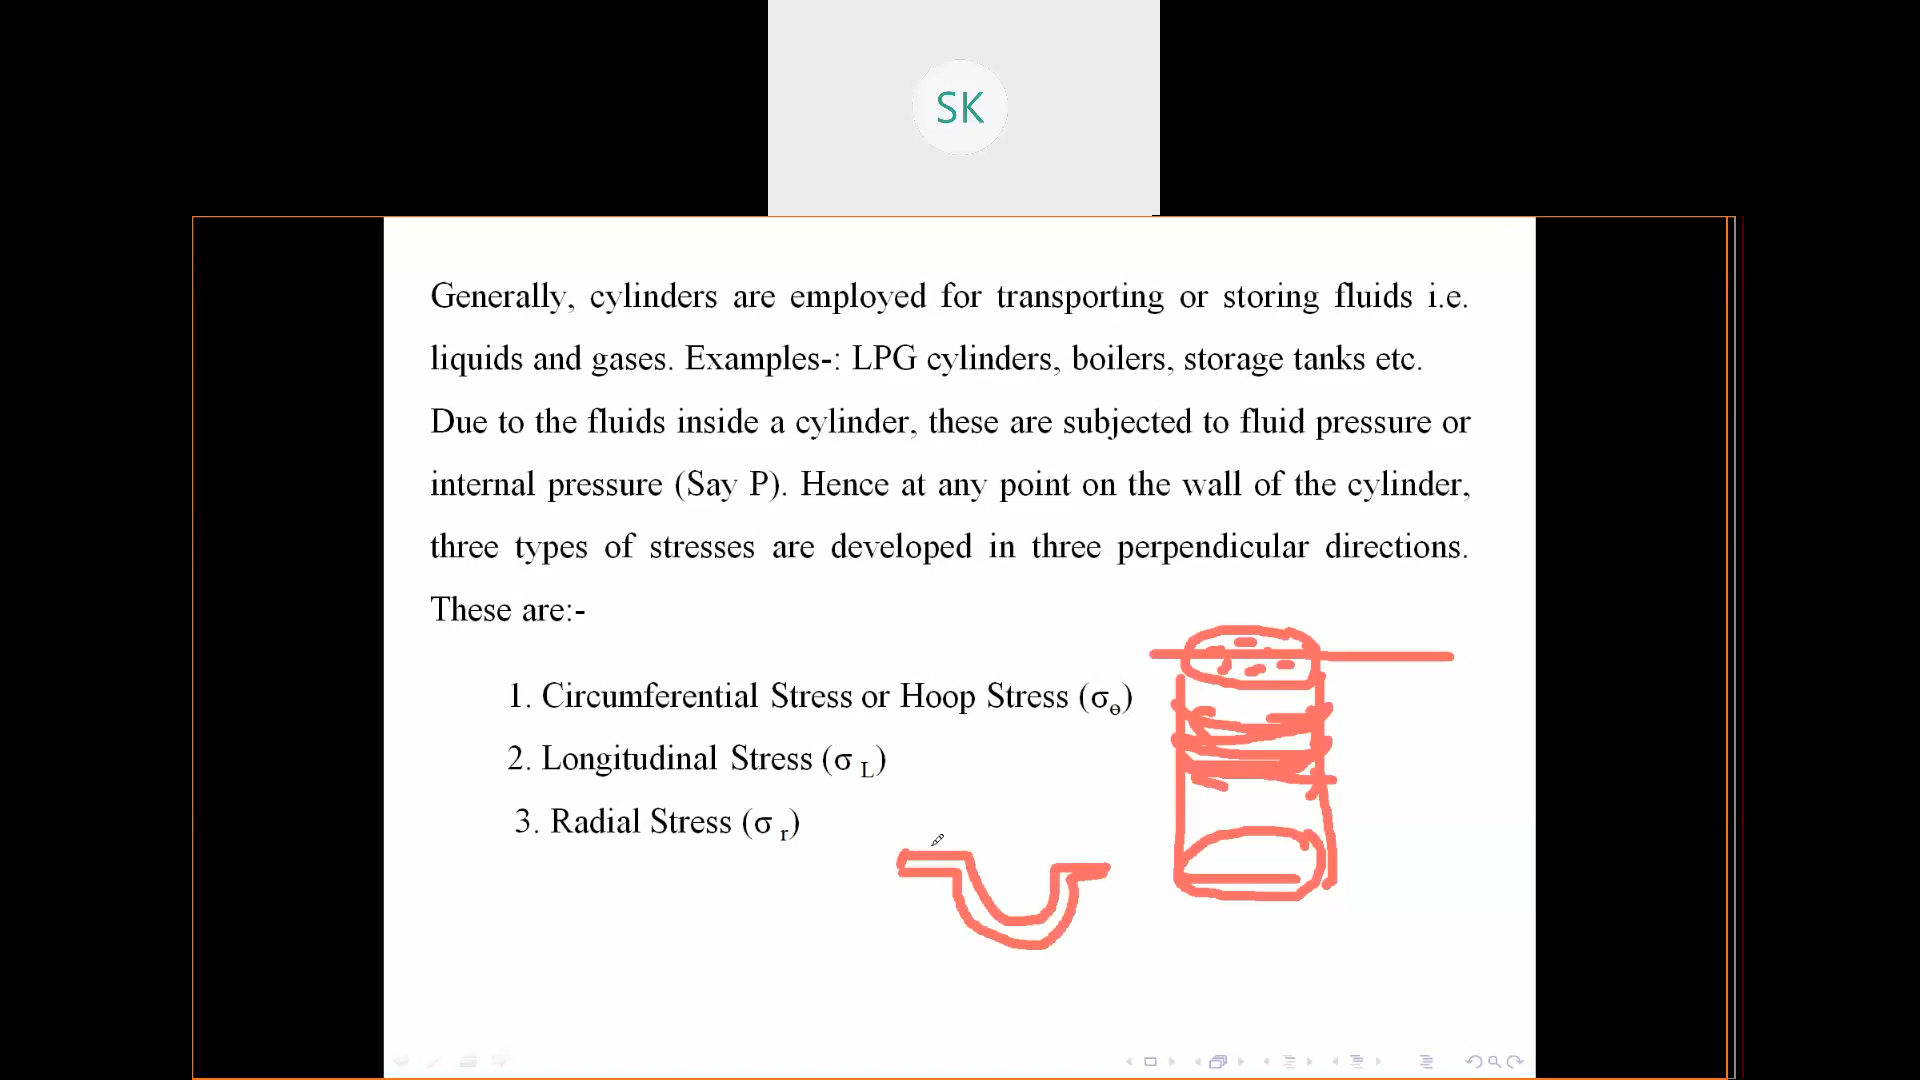 SK
Generally, cylinders are employed for transporting or storing fluids i.e.
liquids and gases. Examples-: LPG cylinders, boilers, storage tanks etc.
Due to the fluids inside a cylinder, these are subjected to fluid pressure or
internal pressure (Say P). Hence at any point on the wall of the cylinder,
three types of stresses are developed in three perpendicular directions.
These are:-
1. Circumferential Stress or Hoop Stress (σɵ)
2. Longitudinal Stress (σ L)
3. Radial Stress (σ r)